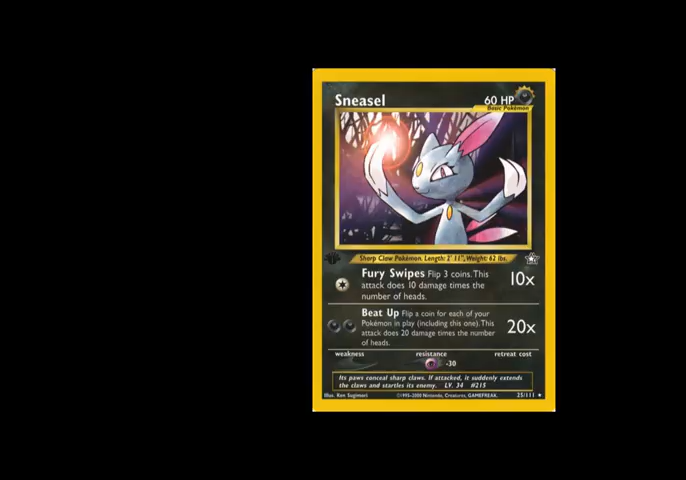 Sneasel 60 HP
Basic Pokémon
Sharp Claw Pokémon. Length: 2' 11", Weight: 62 lbs.
Fury Swipes Flip 3 coins. This
attack does 10 damage times the
number of heads.
10x
Beat Up Flip a coin for each of your
Pokémon in play (including this one). This
attack does 20 damage times the number
of heads.
20x
weakness resistance retreat cost
-30
Its paws conceal sharp claws. If attacked, it suddenly extends
the claws and startles its enemy. LV. 34 #215
Illus. Ken Sugimori ©1995-2000 Nintendo, Creatures, GAMEFREAK. 25/111